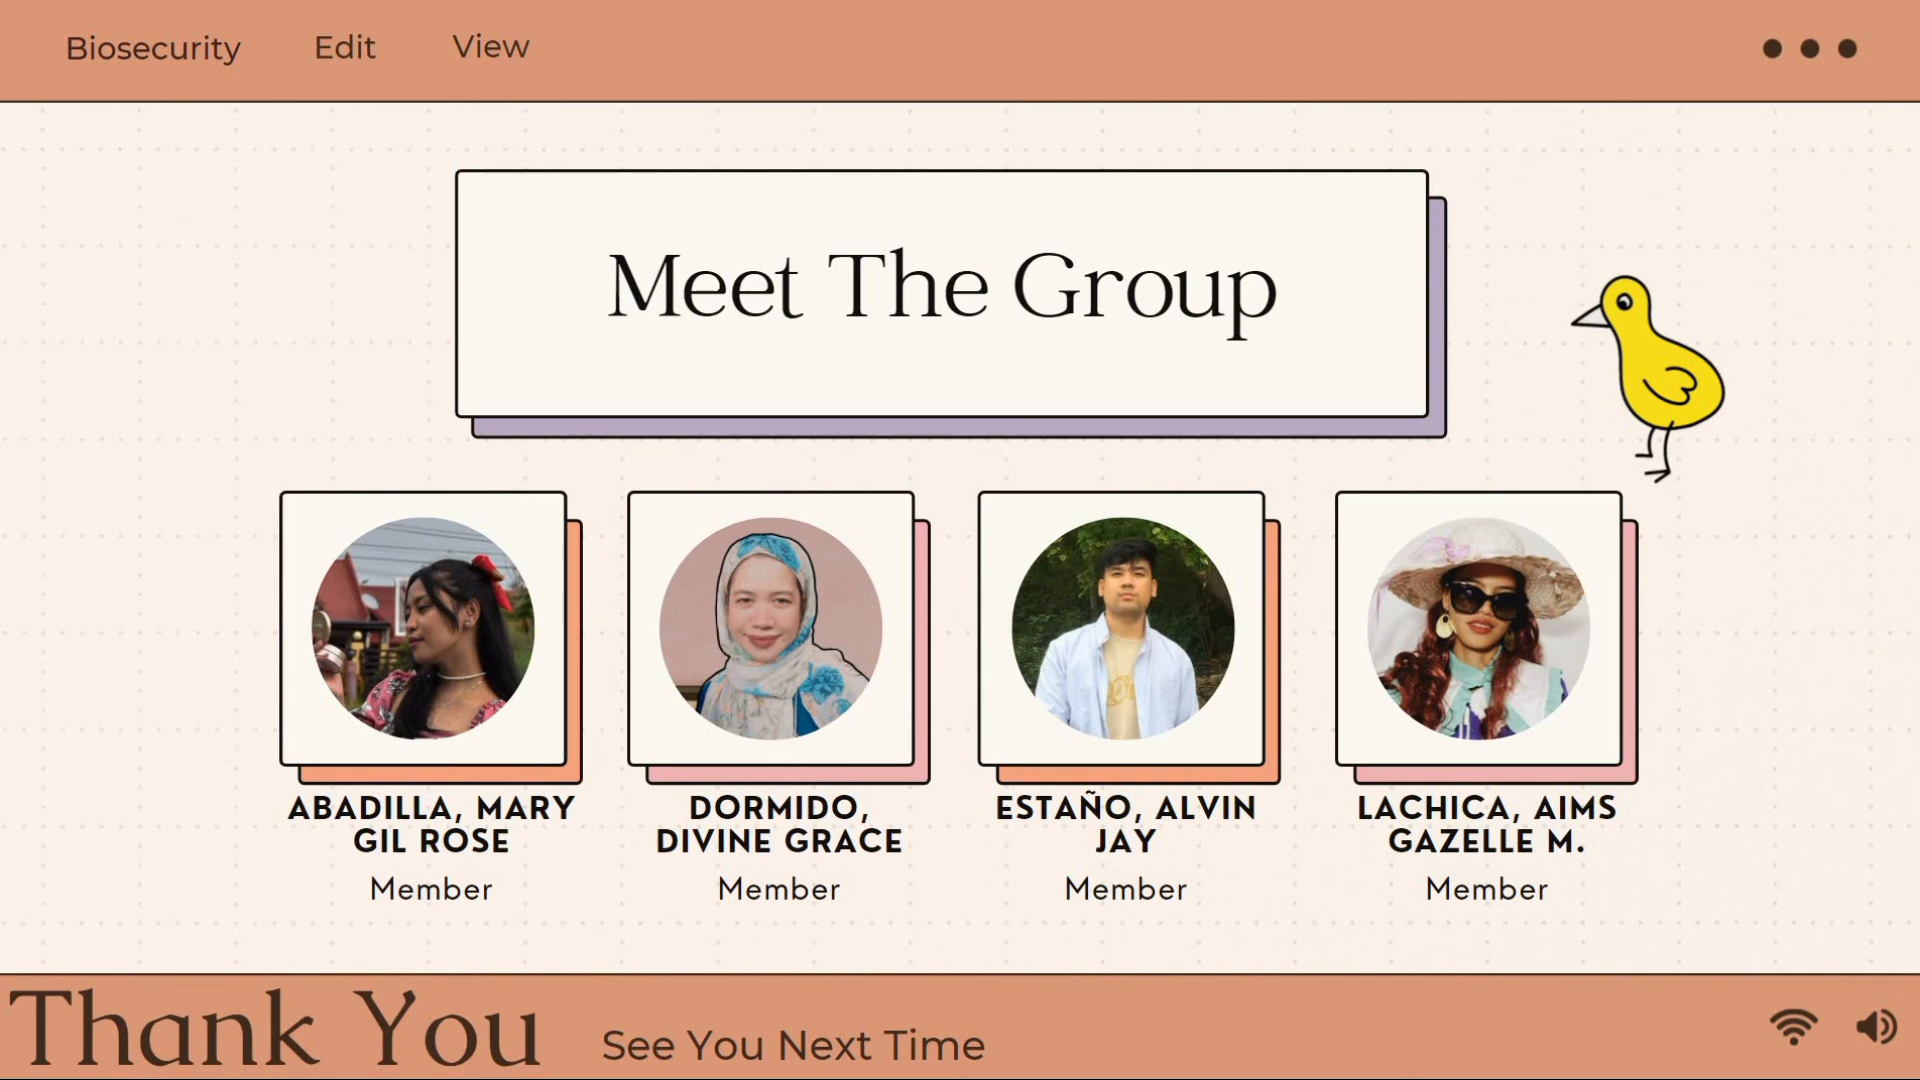 Biosecurity Edit View
Meet The Group
ABADILLA, MARY
GIL ROSE
Member
DORMIDO,
DIVINE GRACE
Member
ESTAÑO, ALVIN
JAY
Member
LACHICA, AIMS
GAZELLE M.
Member
Thank You See You Next Time